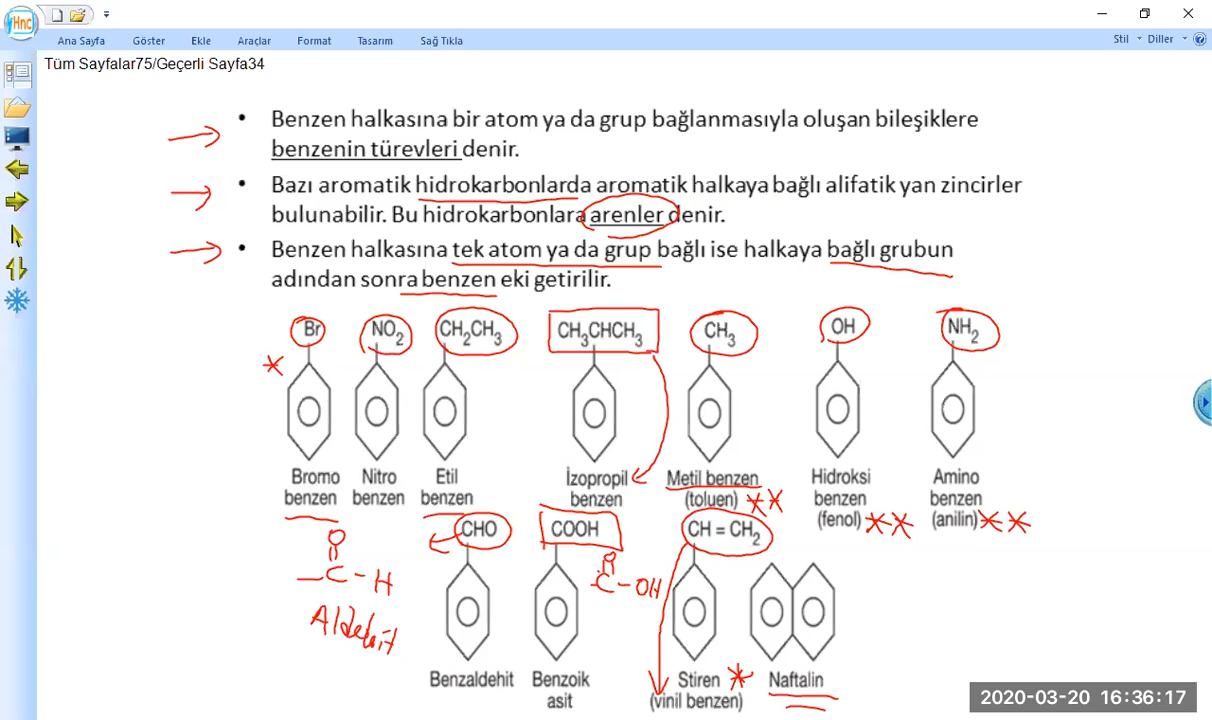 Hnc
Ana Sayfa Göster Ekle Araçlar Format Tasarım Sağ Tıkla Stil Diller
Tüm Sayfalar75/Geçerli Sayfa34
• Benzen halkasına bir atom ya da grup bağlanmasıyla oluşan bileşiklere
benzenin türevleri denir.
• Bazı aromatik hidrokarbonlarda aromatik halkaya bağlı alifatik yan zincirler
bulunabilir. Bu hidrokarbonlara arenler denir.
• Benzen halkasına tek atom ya da grup bağlı ise halkaya bağlı grubun
adından sonra benzen eki getirilir.
Br NO₂ CH₂CH₃ CH₃CHCH₃ CH₃ OH NH₂
Bromo Nitro Etil İzopropil Metil benzen Hidroksi Amino
benzen benzen benzen benzen (toluen) benzen benzen
(fenol) (anilin)
CHO COOH CH = CH₂
O O
C - H C - OH
Aldehit
Benzaldehit Benzoik Stiren Naftalin
asit (vinil benzen)
2020-03-20 16:36:17